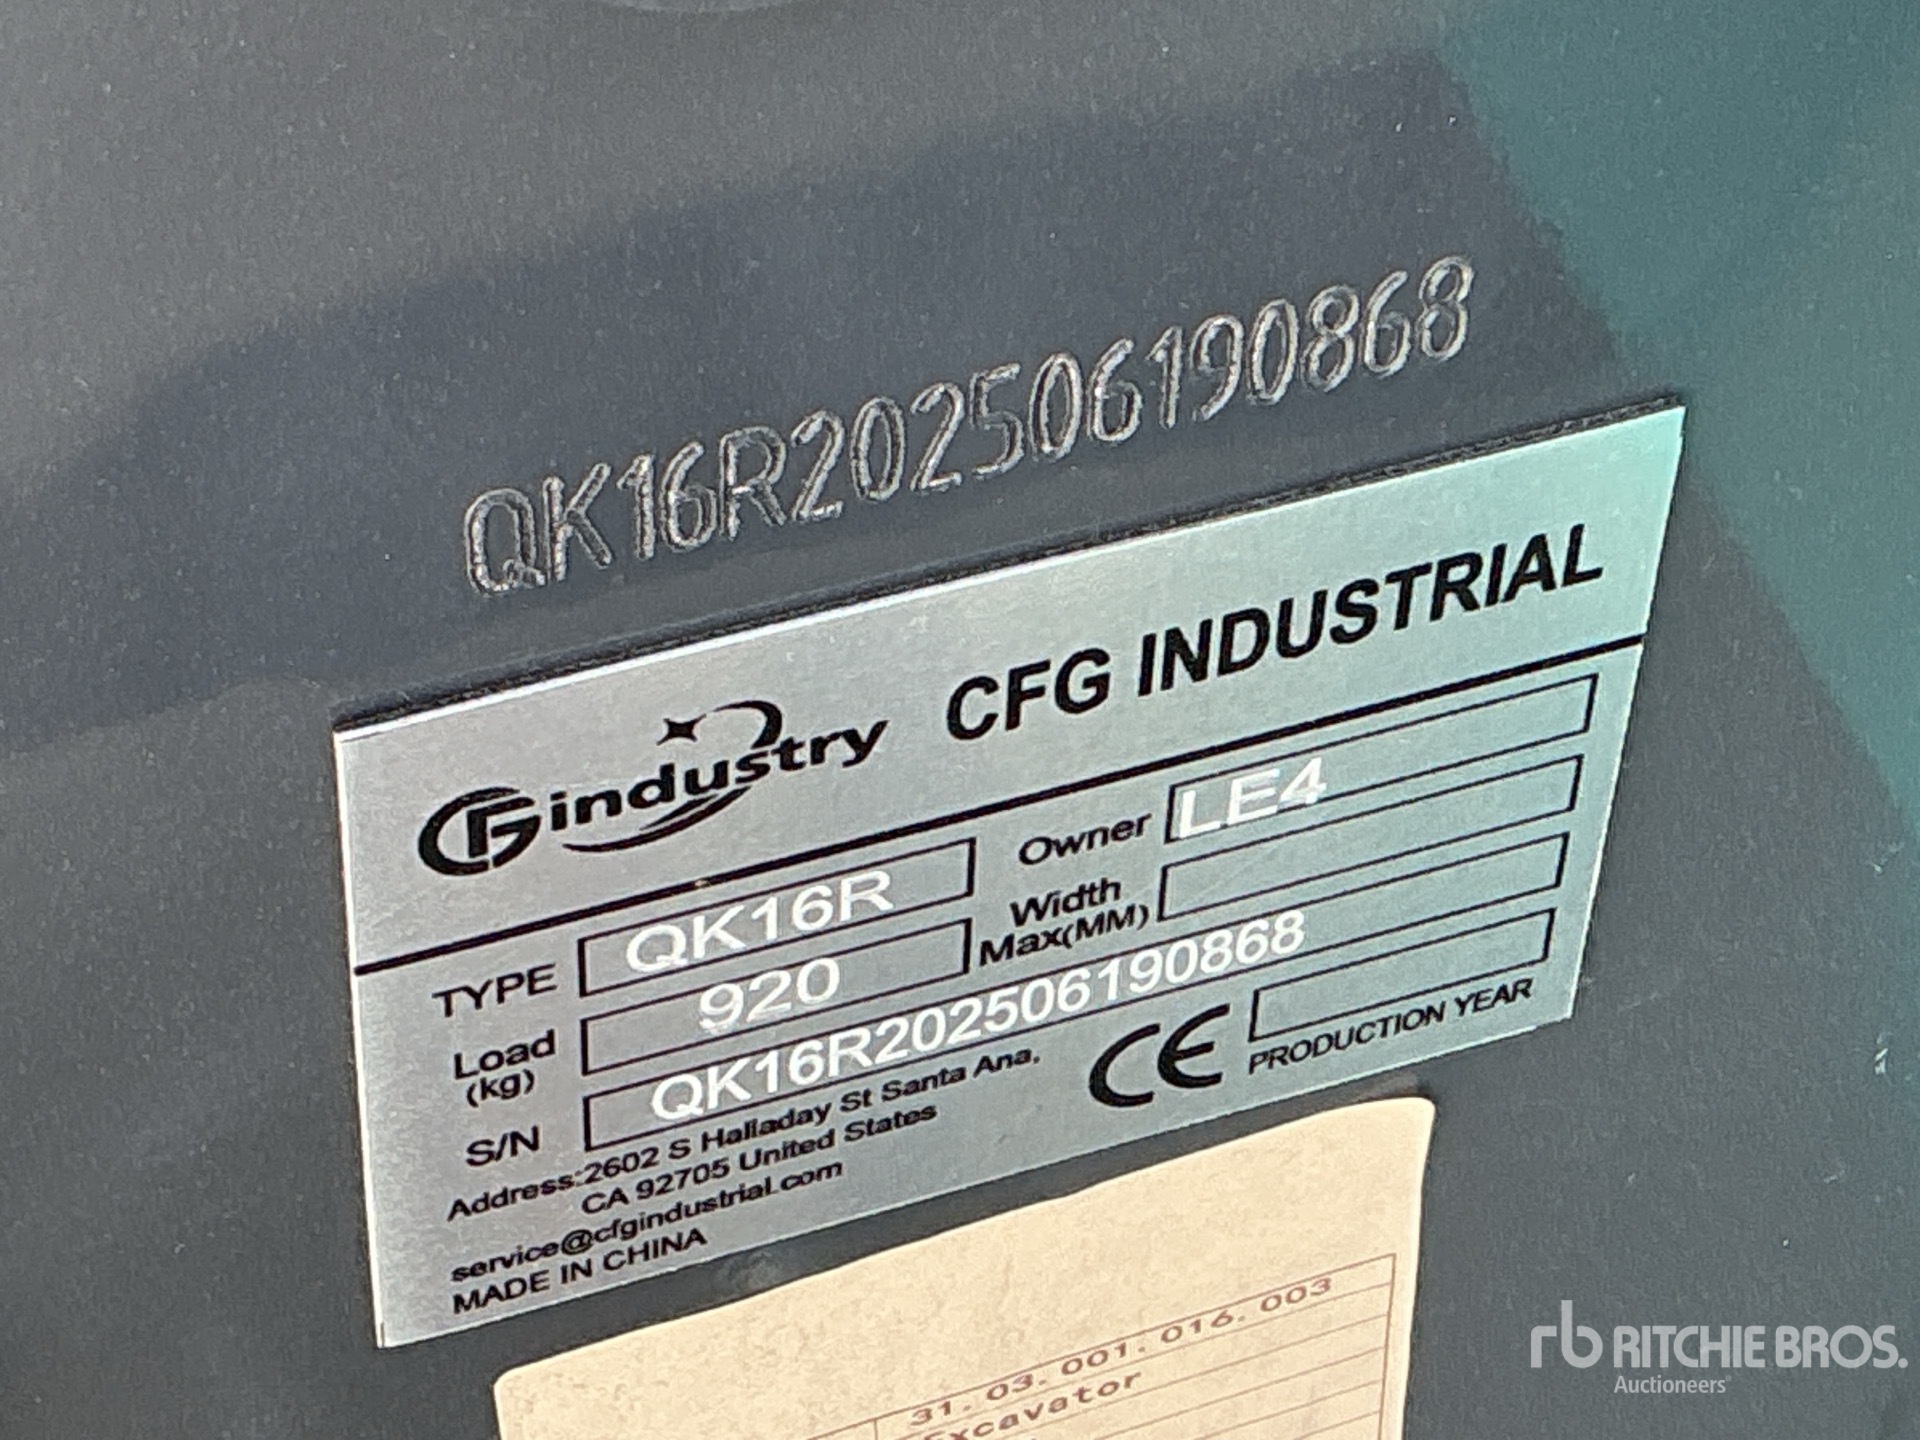 QK16R202506190868
CFG industry CFG INDUSTRIAL
TYPE QK16R Owner LE4
Load (kg) 920 Width Max(MM)
S/N QK16R202506190868
Address:2602 S Halladay St Santa Ana,
CA 92705 United States
service@cfgindustrial.com
MADE IN CHINA
CE PRODUCTION YEAR
31. 03. 001. 016. 003
Excavator
rb RITCHIE BROS.
Auctioneers